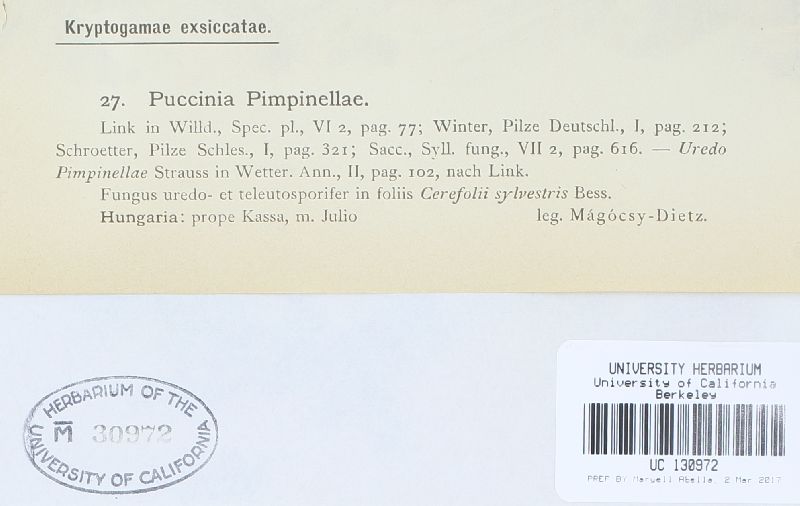 Kryptogamae exsiccatae.
27. Puccinia Pimpinellae.
Link in Willd., Spec. pl., VI 2, pag. 77; Winter, Pilze Deutschl., I, pag. 212;
Schroetter, Pilze Schles., I, pag. 321; Sacc., Syll. fung., VII 2, pag. 616. — Uredo
Pimpinellae Strauss in Wetter. Ann., II, pag. 102, nach Link.
Fungus uredo- et teleutosporifer in foliis Cerefolii sylvestris Bess.
Hungaria: prope Kassa, m. Julio leg. Mágócsy-Dietz.
HERBARIUM OF THE
M 30972
UNIVERSITY OF CALIFORNIA
UNIVERSITY HERBARIUM
University of California
Berkeley
UC 130972
PREF BY Maryell Abella, 2 Mar 2017